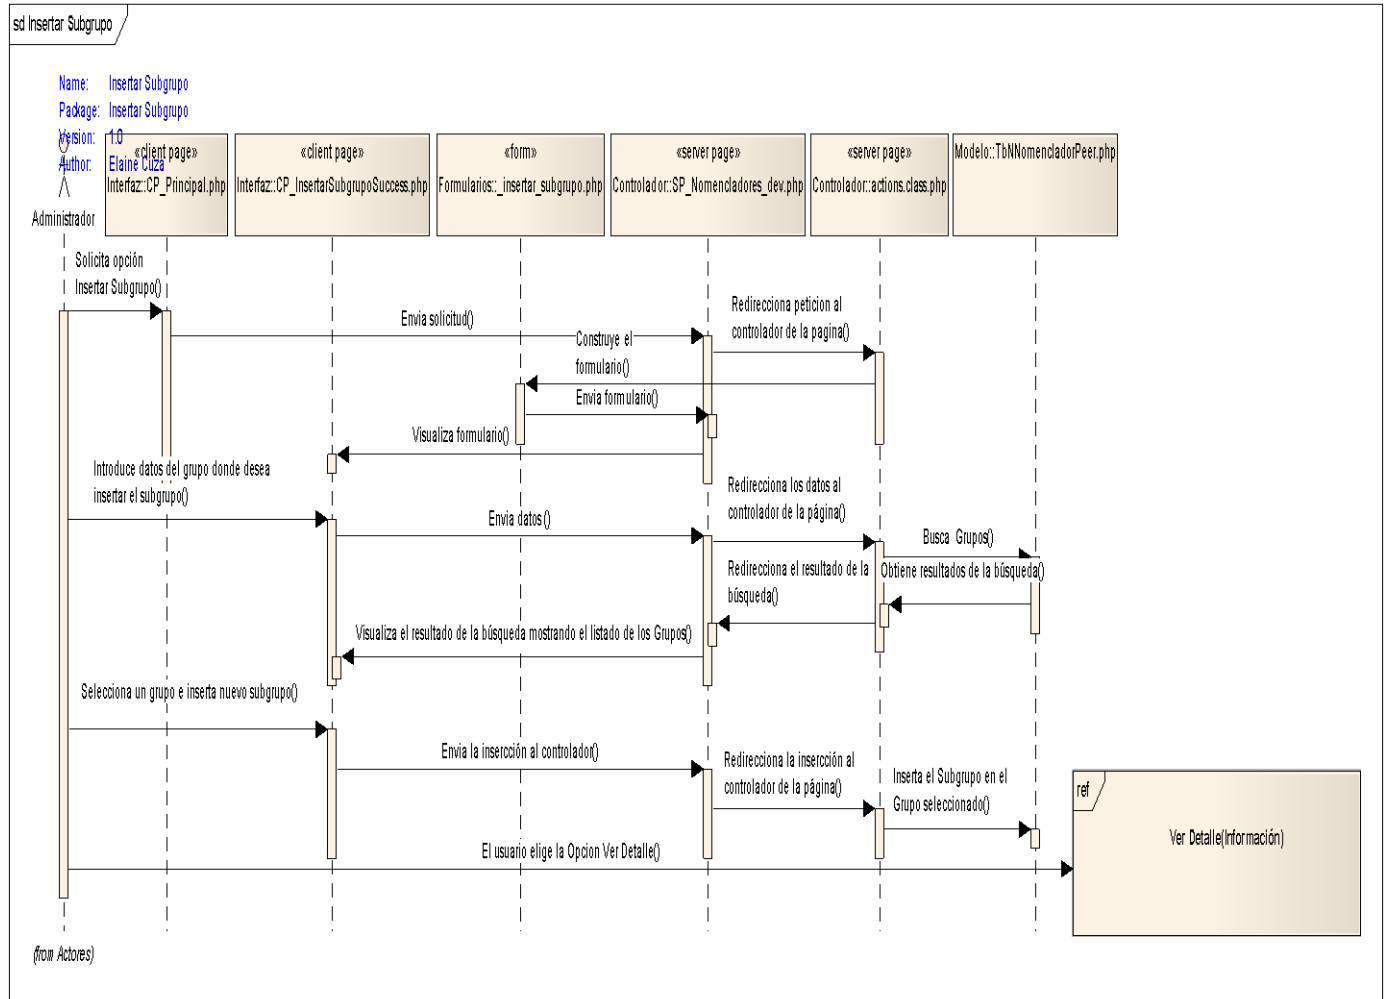 sd Insertar Subgrupo
Name: Insertar Subgrupo
Package: Insertar Subgrupo
Version: 1.0
Author: Elaine Cuza
Administrador
«client page»
Interfaz::CP_Principal.php
«client page»
Interfaz::CP_InsertarSubgrupoSuccess.php
«form»
Formularios::_insertar_subgrupo.php
«server page»
Controlador::SP_Nomencladores_dev.php
«server page»
Controlador::actions.class.php
Modelo::TbNNomencladorPeer.php
Solicita opción
Insertar Subgrupo()
Envia solicitud()
Redirecciona peticion al
controlador de la pagina()
Construye el
formulario()
Envia formulario()
Visualiza formulario()
Introduce datos del grupo donde desea
insertar el subgrupo()
Envia datos ()
Redirecciona los datos al
controlador de la página()
Busca Grupos()
Obtiene resultados de la búsqueda()
Redirecciona el resultado de la
búsqueda()
Visualiza el resultado de la búsqueda mostrando el listado de los Grupos()
Selecciona un grupo e inserta nuevo subgrupo()
Envia la insercción al controlador()
Redirecciona la insercción al
controlador de la página()
Inserta el Subgrupo en el
Grupo seleccionado()
ref
Ver Detalle(Información)
El usuario elige la Opcion Ver Detalle()
(from Actores)